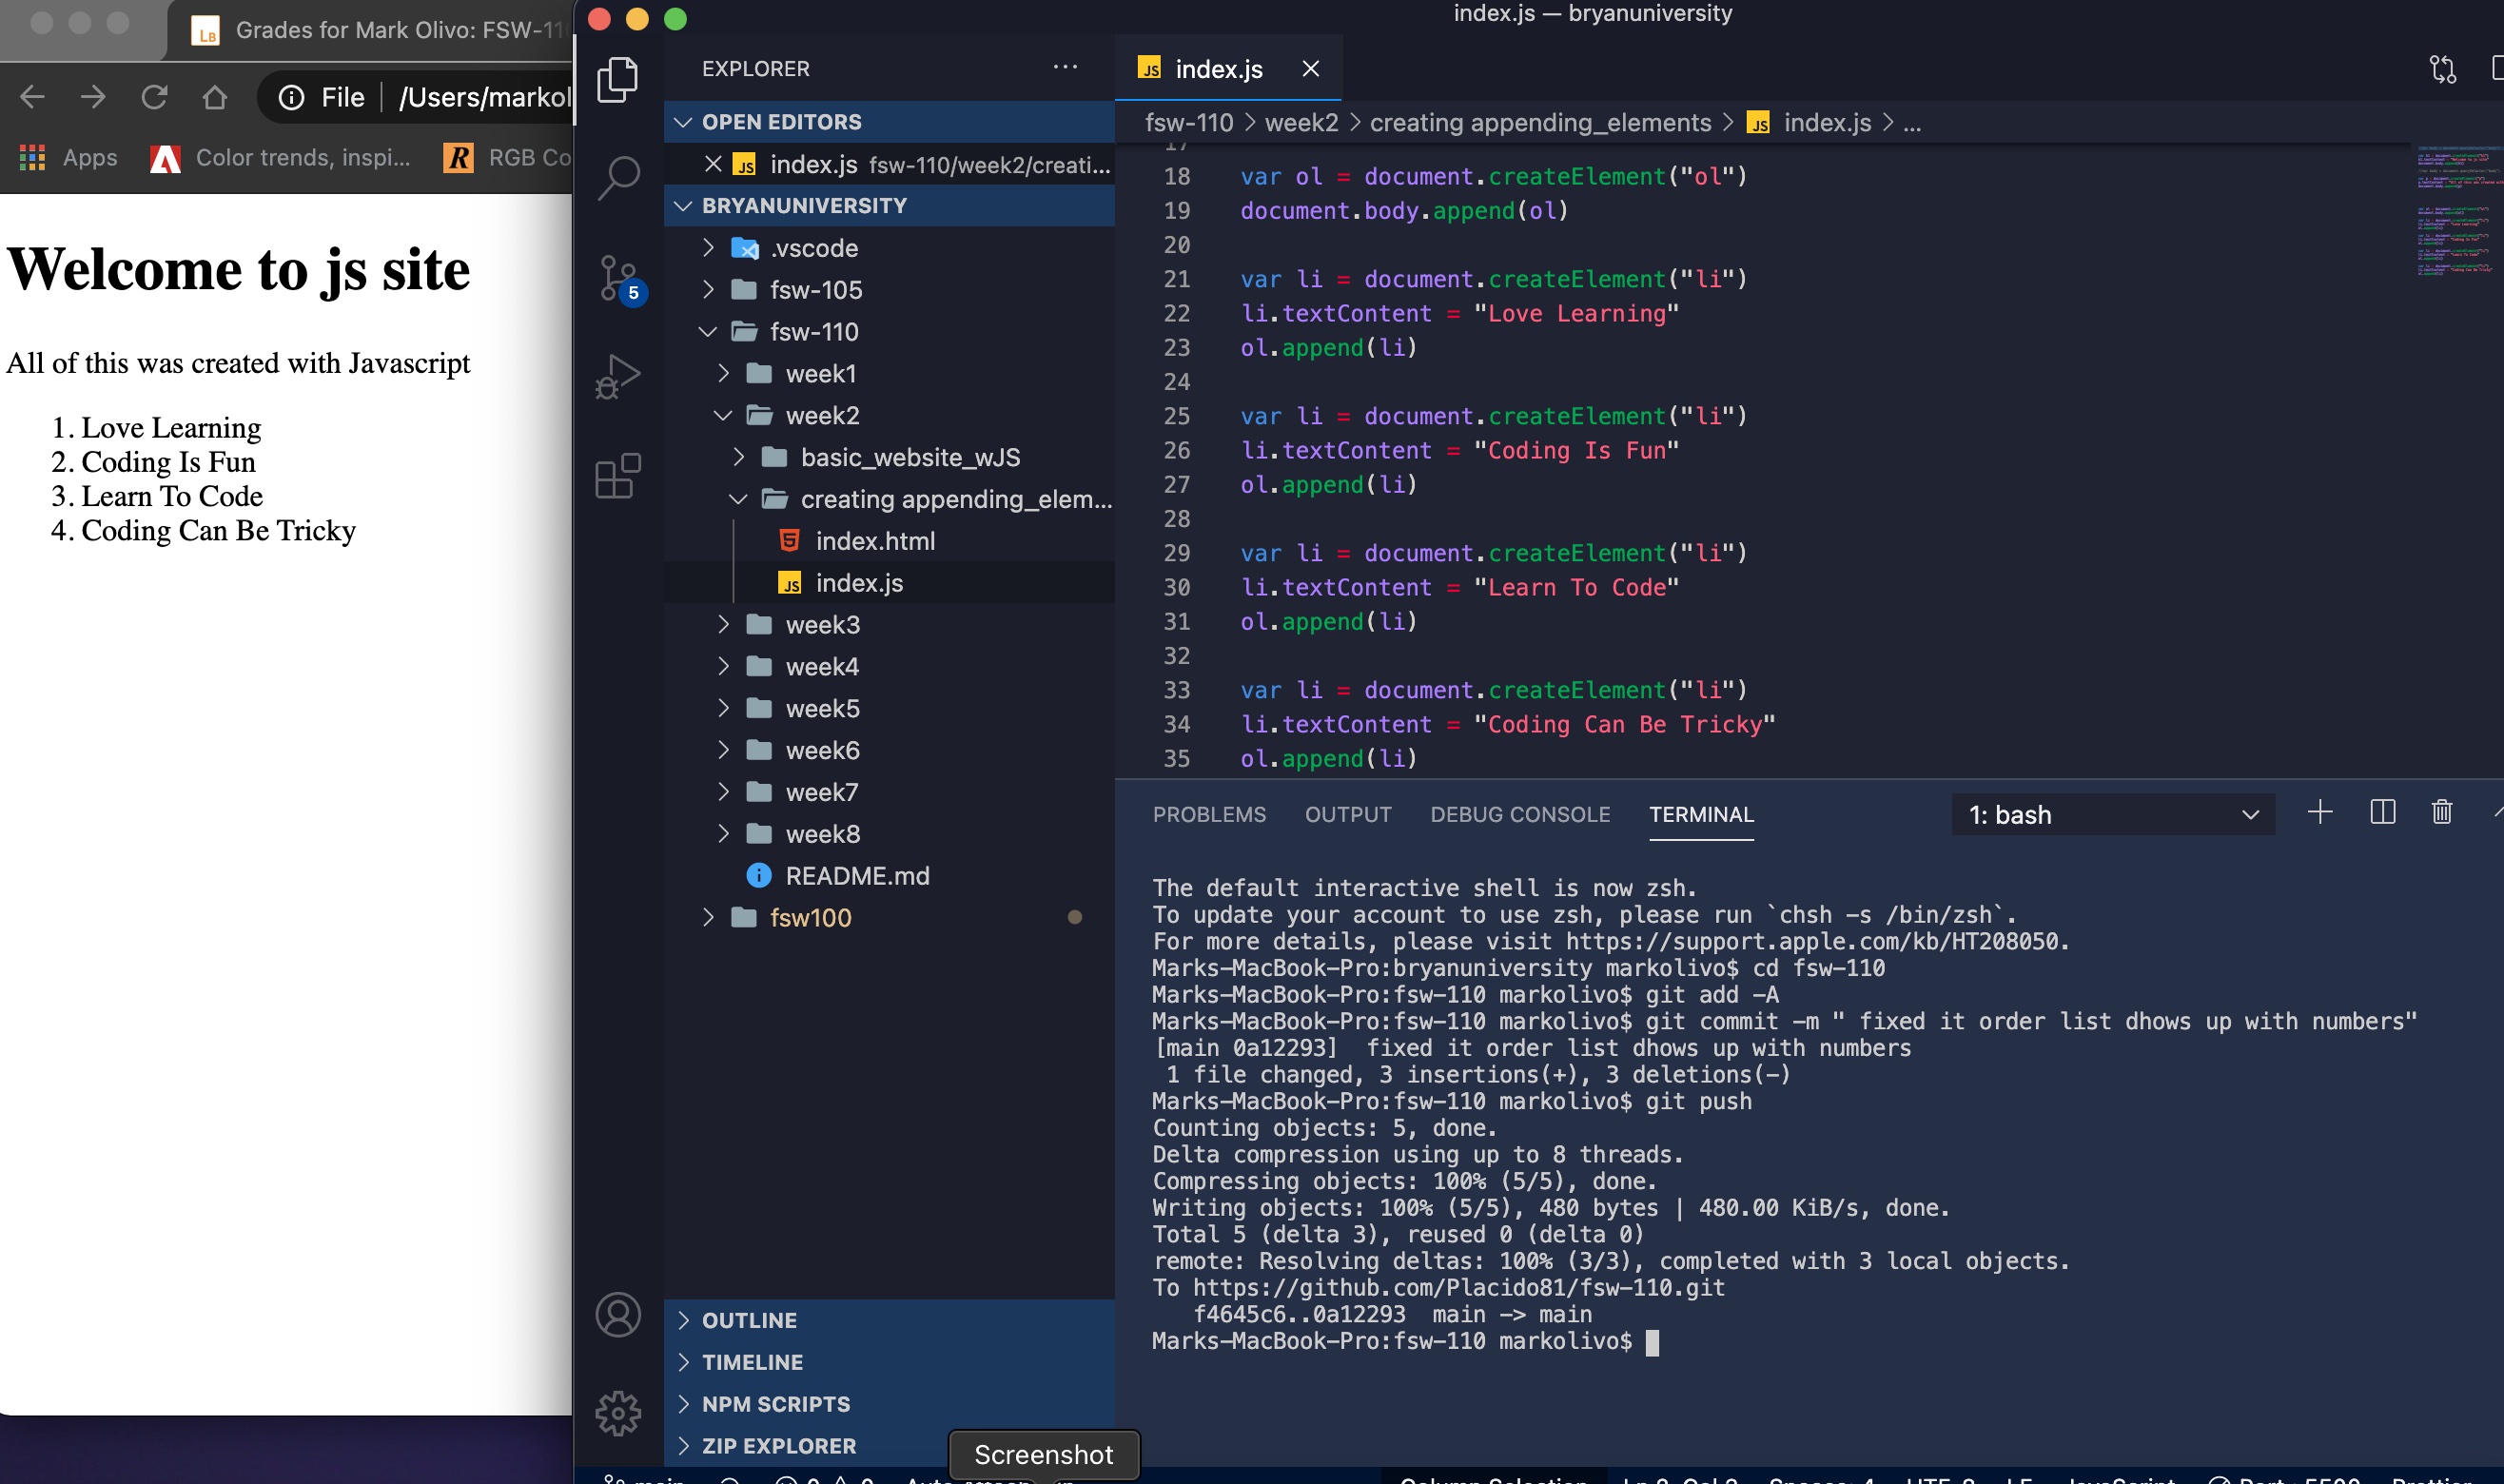 Grades for Mark Olivo: FSW-11
File | /Users/markol
Apps
Color trends, inspi...
RGB Co
Welcome to js site
All of this was created with Javascript
1. Love Learning
2. Coding Is Fun
3. Learn To Code
4. Coding Can Be Tricky
index.js — bryanuniversity
EXPLORER
OPEN EDITORS
index.js fsw-110/week2/creati...
BRYANUNIVERSITY
.vscode
fsw-105
fsw-110
week1
week2
basic_website_wJS
creating appending_elem...
index.html
index.js
week3
week4
week5
week6
week7
week8
README.md
fsw100
5
OUTLINE
TIMELINE
NPM SCRIPTS
ZIP EXPLORER
Screenshot
JS index.js
fsw-110 > week2 > creating appending_elements > JS index.js > ...
17
18 var ol = document.createElement("ol")
19 document.body.append(ol)
20
21 var li = document.createElement("li")
22 li.textContent = "Love Learning"
23 ol.append(li)
24
25 var li = document.createElement("li")
26 li.textContent = "Coding Is Fun"
27 ol.append(li)
28
29 var li = document.createElement("li")
30 li.textContent = "Learn To Code"
31 ol.append(li)
32
33 var li = document.createElement("li")
34 li.textContent = "Coding Can Be Tricky"
35 ol.append(li)
PROBLEMS OUTPUT DEBUG CONSOLE TERMINAL 1: bash
The default interactive shell is now zsh.
To update your account to use zsh, please run `chsh -s /bin/zsh`.
For more details, please visit https://support.apple.com/kb/HT208050.
Marks-MacBook-Pro:bryanuniversity markolivo$ cd fsw-110
Marks-MacBook-Pro:fsw-110 markolivo$ git add -A
Marks-MacBook-Pro:fsw-110 markolivo$ git commit -m " fixed it order list dhows up with numbers"
[main 0a12293]  fixed it order list dhows up with numbers
1 file changed, 3 insertions(+), 3 deletions(-)
Marks-MacBook-Pro:fsw-110 markolivo$ git push
Counting objects: 5, done.
Delta compression using up to 8 threads.
Compressing objects: 100% (5/5), done.
Writing objects: 100% (5/5), 480 bytes | 480.00 KiB/s, done.
Total 5 (delta 3), reused 0 (delta 0)
remote: Resolving deltas: 100% (3/3), completed with 3 local objects.
To https://github.com/Placido81/fsw-110.git
f4645c6..0a12293  main -> main
Marks-MacBook-Pro:fsw-110 markolivo$